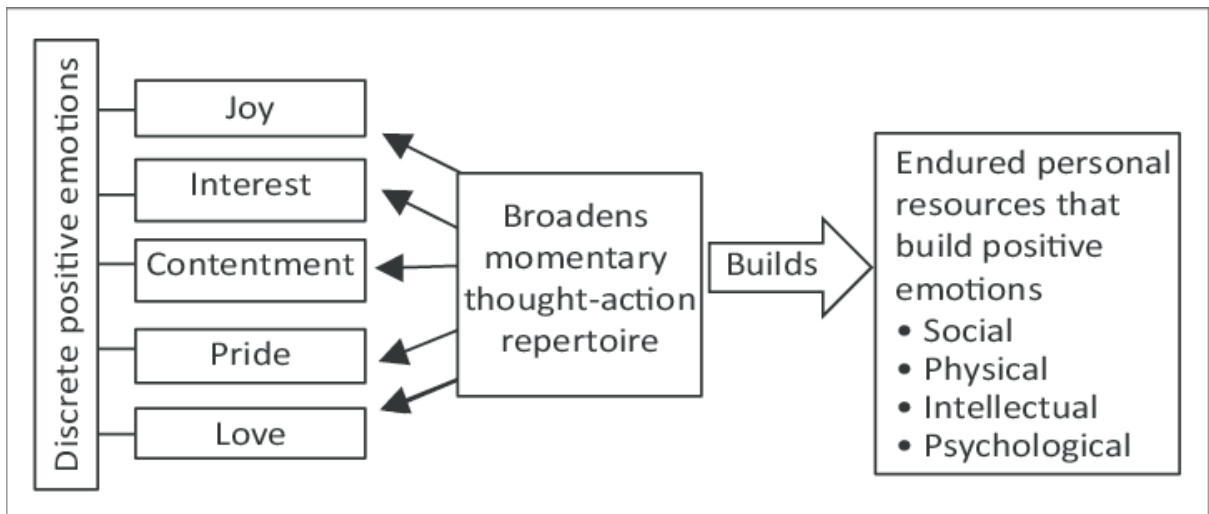 Discrete positive emotions
Joy
Interest
Contentment
Pride
Love
Broadens
momentary
thought-action
repertoire
Builds
Endured personal
resources that
build positive
emotions
• Social
• Physical
• Intellectual
• Psychological